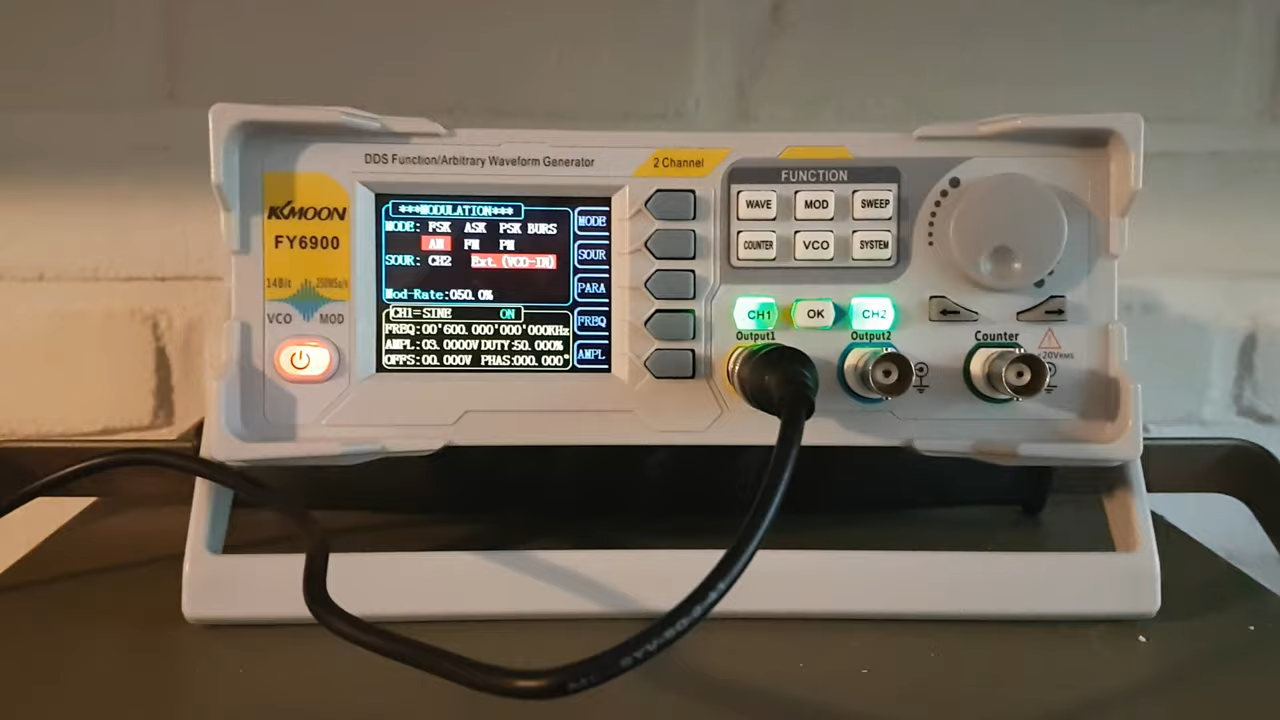 DDS Function/Arbitrary Waveform Generator
2 Channel
KKMOON
FY6900
14Bit 250MSa/s
VCO MOD
***MODULATION***
MODE: FSK ASK PSK BURS
AM FM PM
SOUR: CH2 Ext.(VCO-IN)
Mod-Rate:050.0%
CH1=SINE ON
FREQ:00'600.000'000'000KHz
AMPL:03.0000V DUTY:50.000%
OFFS:00.000V PHAS:000.000°
MODE
SOUR
PARA
FREQ
AMPL
FUNCTION
WAVE MOD SWEEP
COUNTER VCO SYSTEM
CH1 OK CH2
Output1 Output2 Counter
<20VRMS